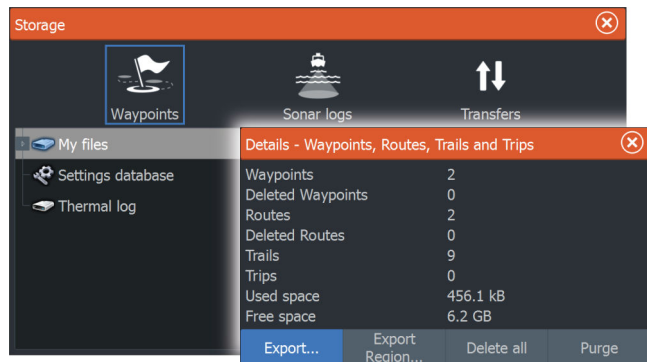 Storage
Waypoints
Sonar logs
Transfers
My files
Settings database
Thermal log
Details - Waypoints, Routes, Trails and Trips
Waypoints 2
Deleted Waypoints 0
Routes 2
Deleted Routes 0
Trails 9
Trips 0
Used space 456.1 kB
Free space 6.2 GB
Export...
Export
Region...
Delete all
Purge